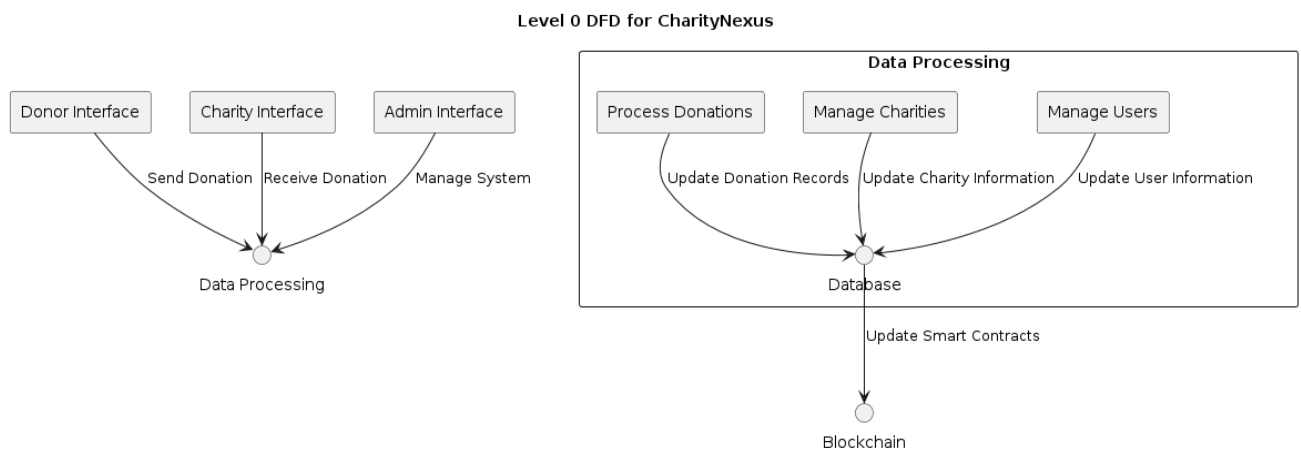 Level 0 DFD for CharityNexus
Data Processing
Donor Interface
Charity Interface
Admin Interface
Process Donations
Manage Charities
Manage Users
Send Donation
Receive Donation
Manage System
Update Donation Records
Update Charity Information
Update User Information
Data Processing
Database
Update Smart Contracts
Blockchain